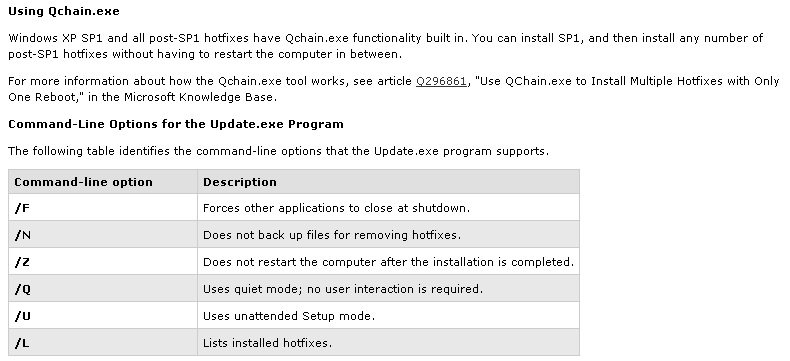 Using Qchain.exe
Windows XP SP1 and all post-SP1 hotfixes have Qchain.exe functionality built in. You can install SP1, and then install any number of
post-SP1 hotfixes without having to restart the computer in between.
For more information about how the Qchain.exe tool works, see article Q296861, "Use QChain.exe to Install Multiple Hotfixes with Only
One Reboot," in the Microsoft Knowledge Base.
Command-Line Options for the Update.exe Program
The following table identifies the command-line options that the Update.exe program supports.
Command-line option Description
/F Forces other applications to close at shutdown.
/N Does not back up files for removing hotfixes.
/Z Does not restart the computer after the installation is completed.
/Q Uses quiet mode; no user interaction is required.
/U Uses unattended Setup mode.
/L Lists installed hotfixes.